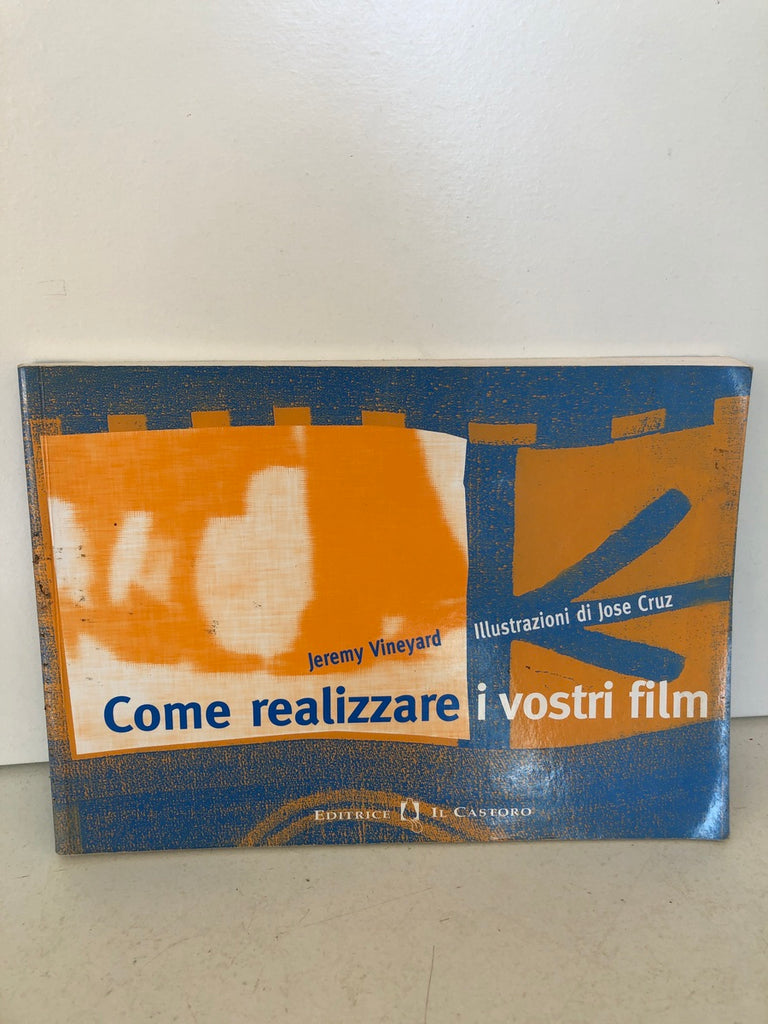 Jeremy Vineyard
Illustrazioni di Jose Cruz
Come realizzare i vostri film
Editrice Il Castoro